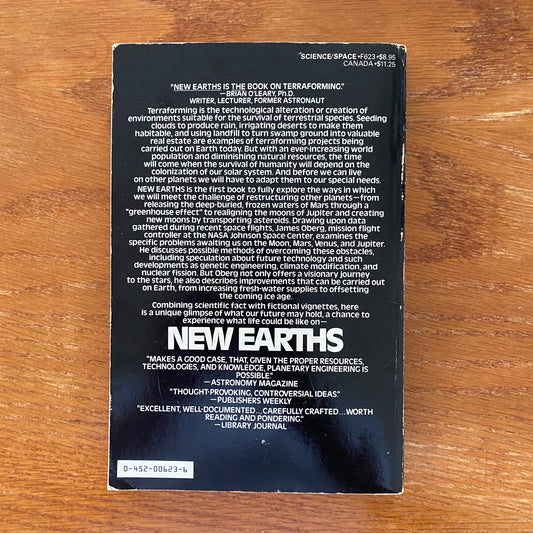 SCIENCE/SPACE • F623 • $8.95
CANADA • $11.25
"NEW EARTHS IS THE BOOK ON TERRAFORMING."
—BRIAN O'LEARY, Ph.D.
WRITER, LECTURER, FORMER ASTRONAUT
Terraforming is the technological alteration or creation of
environments suitable for the survival of terrestrial species. Seeding
clouds to produce rain, irrigating deserts to make them
habitable, and using landfill to turn swamp ground into valuable
real estate are examples of terraforming projects being
carried out on Earth today. But with an ever-increasing world
population and diminishing natural resources, the time
will come when the survival of humanity will depend on the
colonization of our solar system. And before we can live
on other planets we will have to adapt them to our special needs.
NEW EARTHS is the first book to fully explore the ways in which
we will meet the challenge of restructuring other planets—from
releasing the deep-buried, frozen waters of Mars through a
"greenhouse effect" to realigning the moons of Jupiter and creating
new moons by transporting asteroids. Drawing upon data
gathered during recent space flights, James Oberg, mission flight
controller at the NASA Johnson Space Center, examines the
specific problems awaiting us on the Moon, Mars, Venus, and Jupiter.
He discusses possible methods of overcoming these obstacles,
including speculation about future technology and such
developments as genetic engineering, climate modification, and
nuclear fission. But Oberg not only offers a visionary journey
to the stars, he also describes improvements that can be carried out
on Earth, from increasing fresh-water supplies to offsetting
the coming ice age.
Combining scientific fact with fictional vignettes, here
is a unique glimpse of what our future may hold, a chance to
experience what life could be like on—
NEW EARTHS
"MAKES A GOOD CASE, THAT, GIVEN THE PROPER RESOURCES,
TECHNOLOGIES, AND KNOWLEDGE, PLANETARY ENGINEERING IS
POSSIBLE."
—ASTRONOMY MAGAZINE
"THOUGHT-PROVOKING, CONTROVERSIAL IDEAS."
—PUBLISHERS WEEKLY
"EXCELLENT, WELL-DOCUMENTED...CAREFULLY CRAFTED...WORTH
READING AND PONDERING."
—LIBRARY JOURNAL
0-452-00623-6